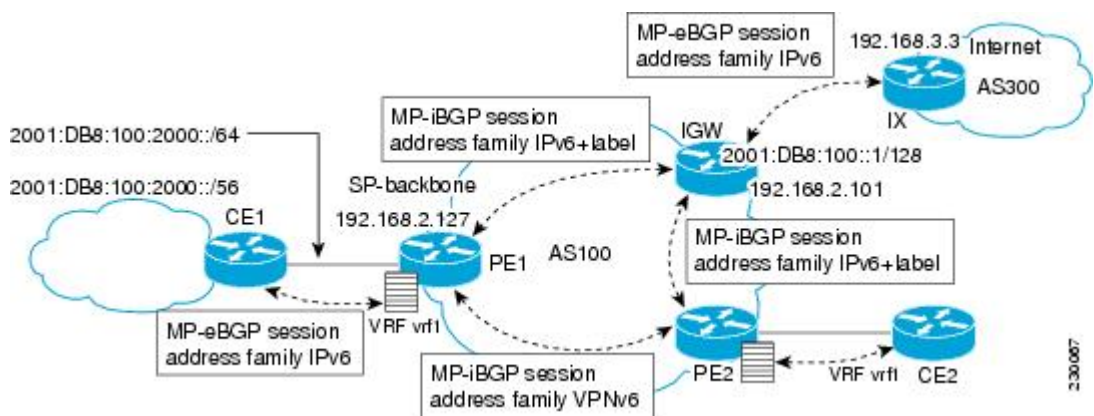 MP-eBGP session
address family IPv6
192.168.3.3
Internet
AS300
IX
MP-iBGP session
address family IPv6+label
IGW
2001:DB8:100:2000::/64
2001:DB8:100::1/128
2001:DB8:100:2000::/56
SP-backbone
192.168.2.101
CE1
192.168.2.127
PE1
AS100
MP-iBGP session
address family IPv6+label
VRF vrf1
MP-eBGP session
address family IPv6
MP-iBGP session
address family VPNv6
PE2
VRF vrf1
CE2
230067